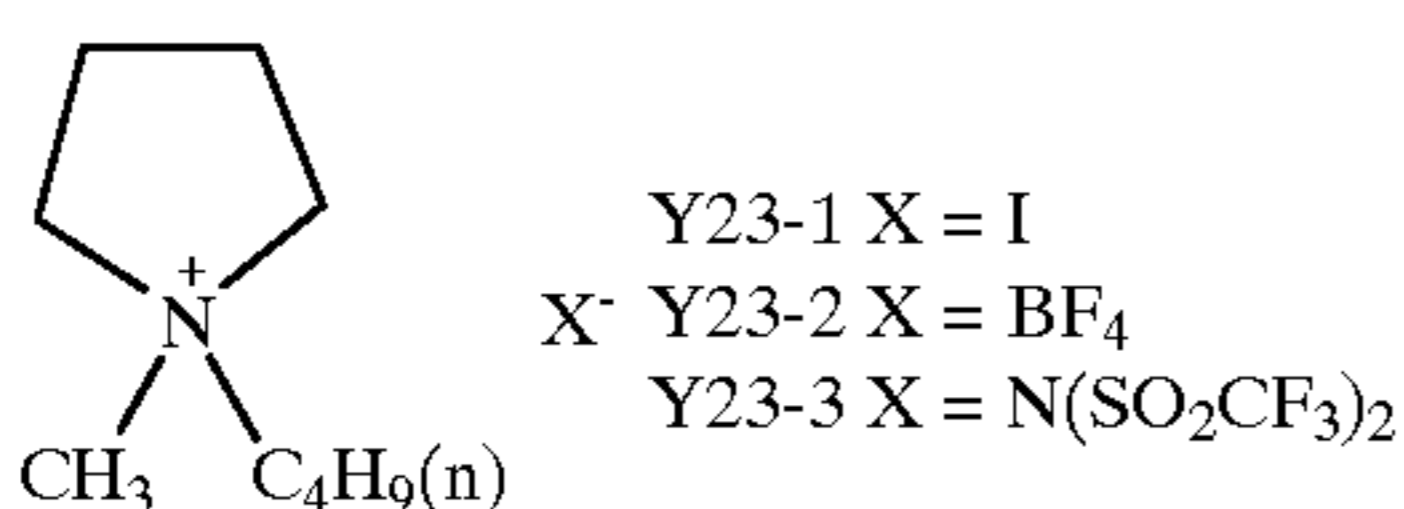 Y23-1 X = I
X⁻ Y23-2 X = BF₄
Y23-3 X = N(SO₂CF₃)₂
N⁺
CH₃ C₄H₉(n)